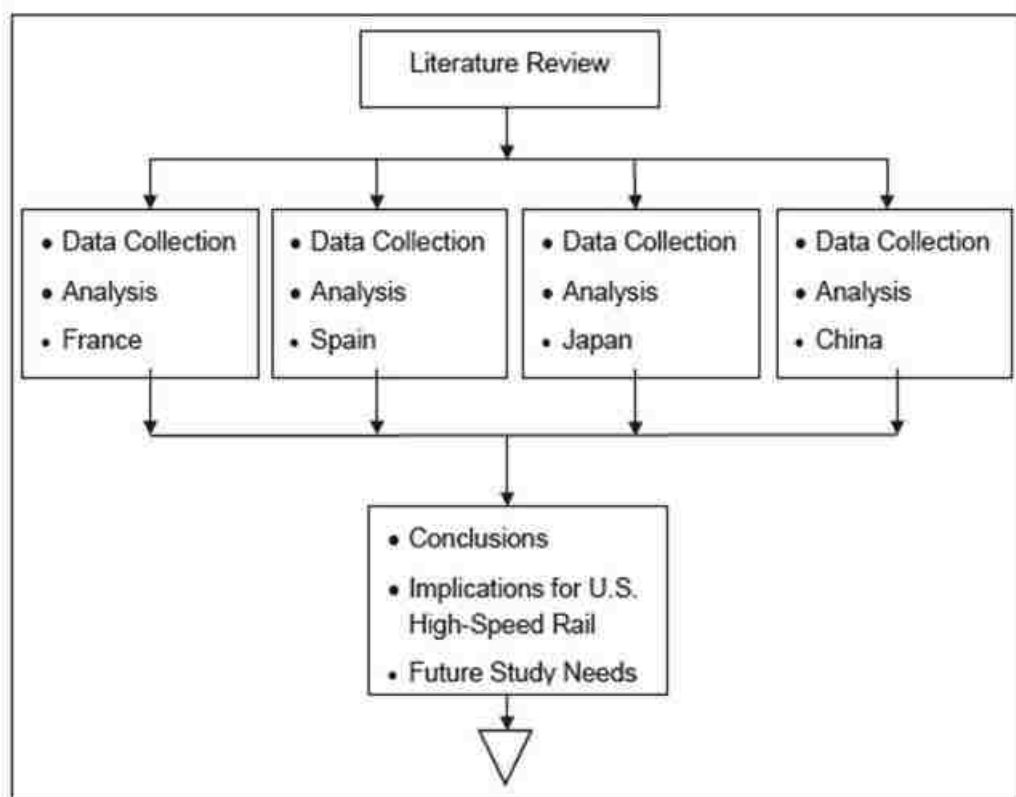 Literature Review
• Data Collection
• Analysis
• France
• Data Collection
• Analysis
• Spain
• Data Collection
• Analysis
• Japan
• Data Collection
• Analysis
• China
• Conclusions
• Implications for U.S.
High-Speed Rail
• Future Study Needs